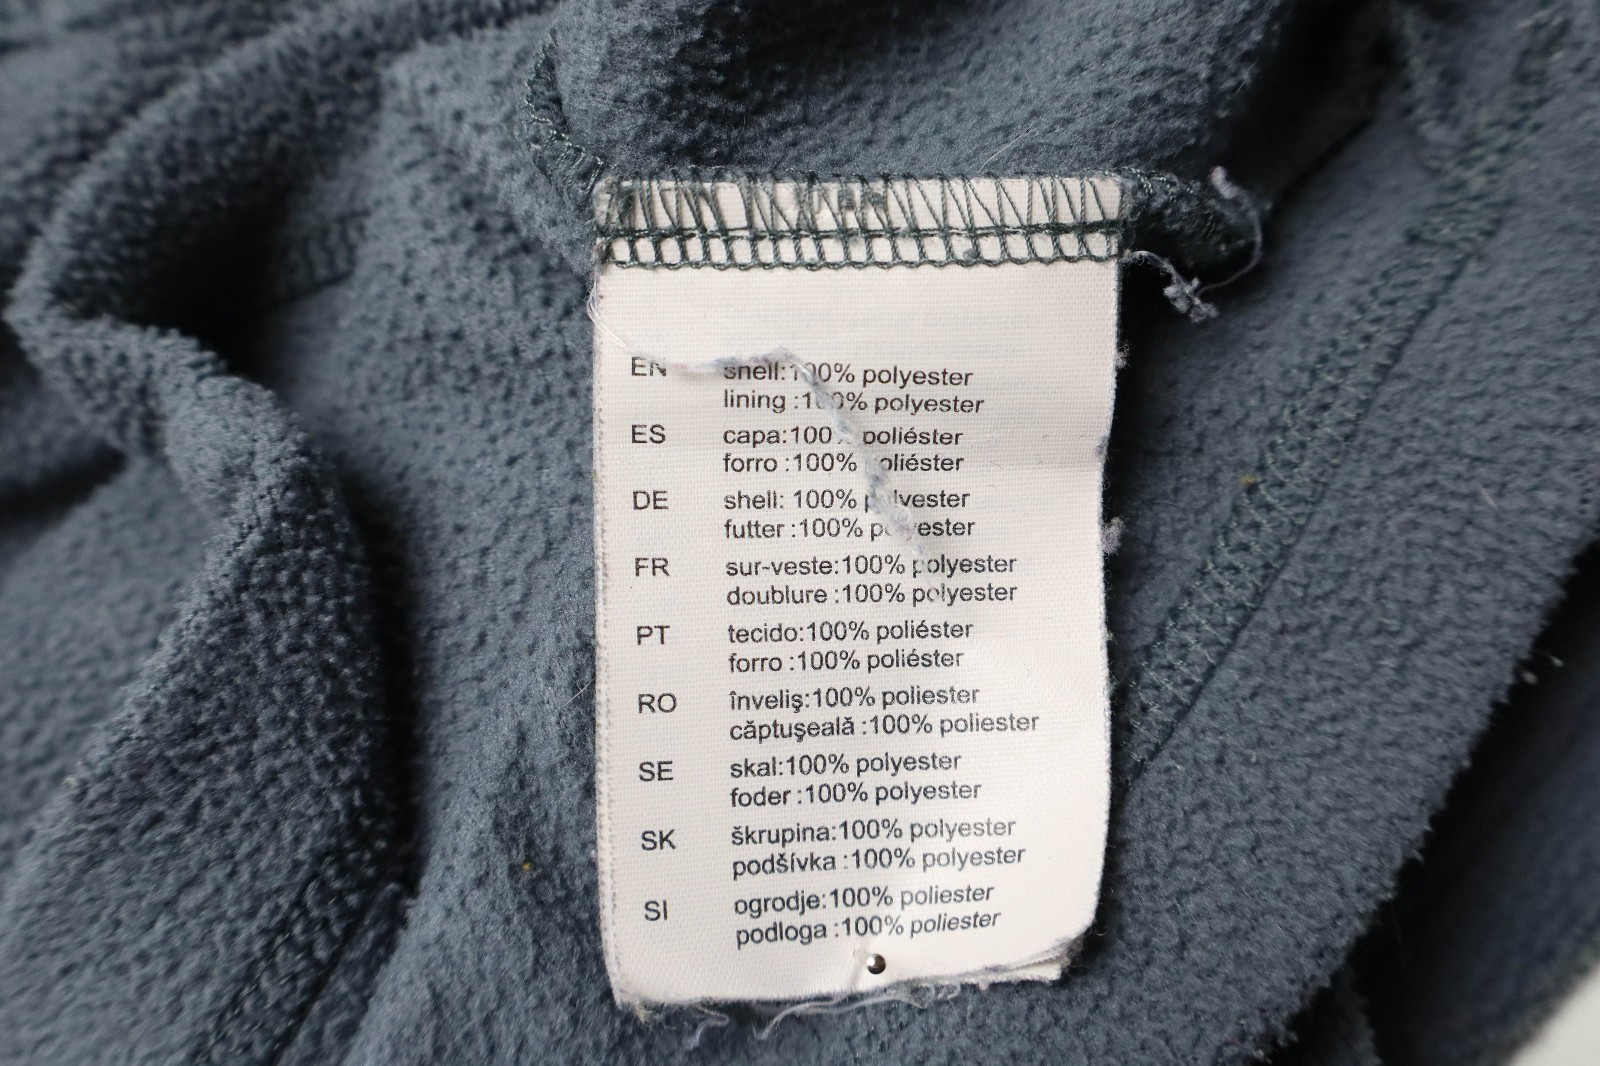 EN shell:100% polyester
lining :100% polyester
ES capa:100% poliéster
forro :100% poliéster
DE shell: 100% polyester
futter :100% polyester
FR sur-veste:100% polyester
doublure :100% polyester
PT tecido:100% poliéster
forro :100% poliéster
RO înveliş:100% poliester
căptuşeală :100% poliester
SE skal:100% polyester
foder :100% polyester
SK škrupina:100% polyester
podšívka :100% polyester
SI ogrodje:100% poliester
podloga :100% poliester